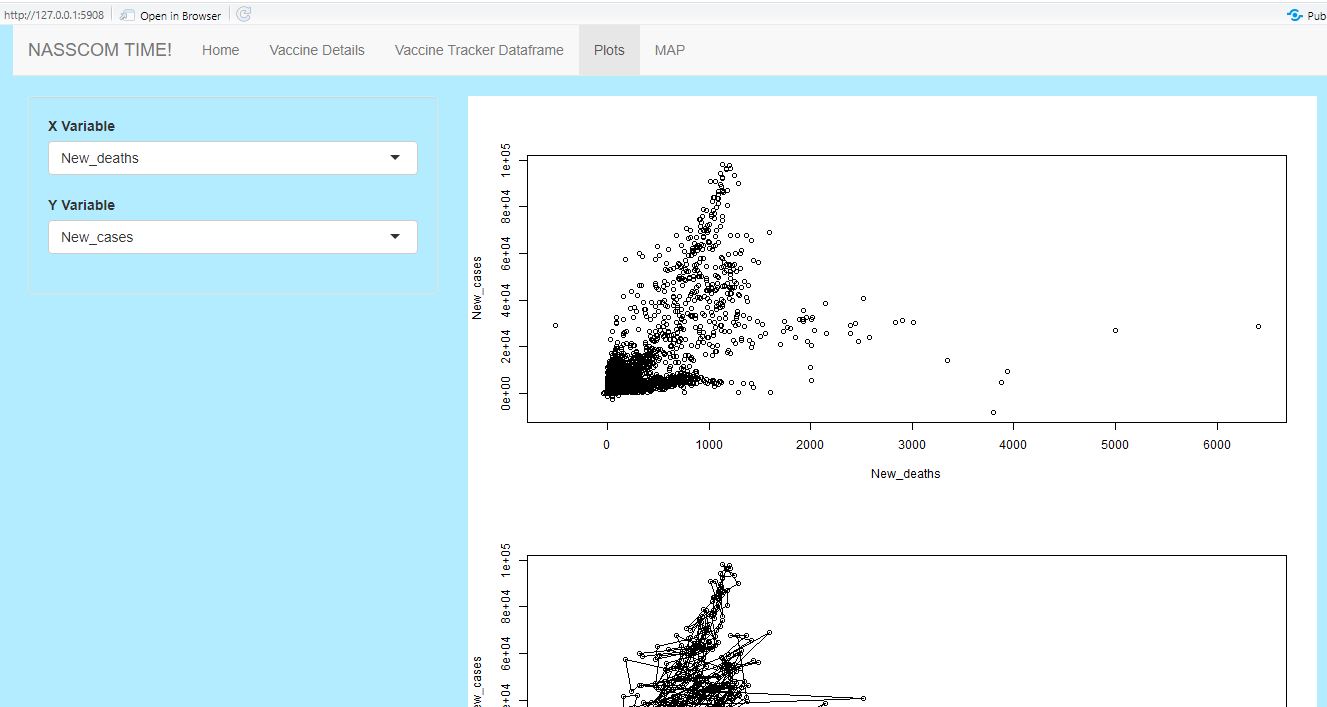 http://127.0.0.1:5908 Open in Browser Pub
NASSCOM TIME! Home Vaccine Details Vaccine Tracker Dataframe Plots MAP
X Variable
New_deaths
Y Variable
New_cases
1e+05
8e+04
6e+04
4e+04
2e+04
0e+00
New_cases
0 1000 2000 3000 4000 5000 6000
New_deaths
1e+05
8e+04
6e+04
e+04
w_cases